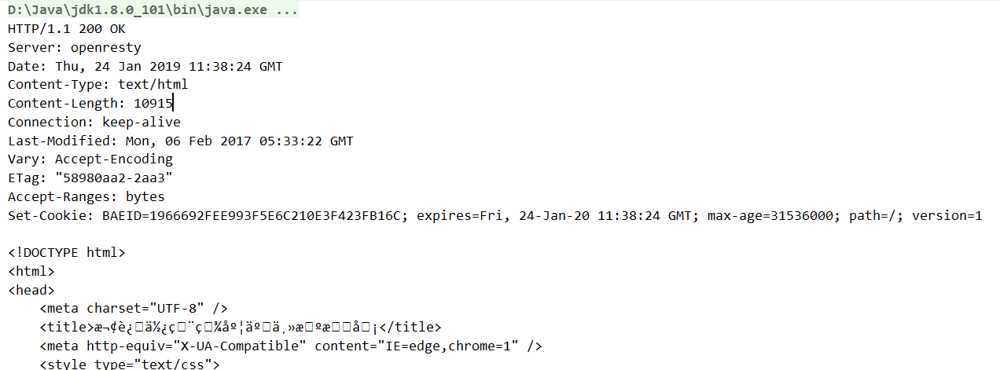 D:\Java\jdk1.8.0_101\bin\java.exe ...
HTTP/1.1 200 OK
Server: openresty
Date: Thu, 24 Jan 2019 11:38:24 GMT
Content-Type: text/html
Content-Length: 10915
Connection: keep-alive
Last-Modified: Mon, 06 Feb 2017 05:33:22 GMT
Vary: Accept-Encoding
ETag: "58980aa2-2aa3"
Accept-Ranges: bytes
Set-Cookie: BAEID=1966692FEE993F5E6C210E3F423FB16C; expires=Fri, 24-Jan-20 11:38:24 GMT; max-age=31536000; path=/; version=1
<!DOCTYPE html>
<html>
<head>
<meta charset="UTF-8" />
<title>æ¬¢è¿□ä½¿ç□¨ç□¾åº¦äº□ä¸»æ□ºæ□□å□¡</title>
<meta http-equiv="X-UA-Compatible" content="IE=edge,chrome=1" />
<style type="text/css">